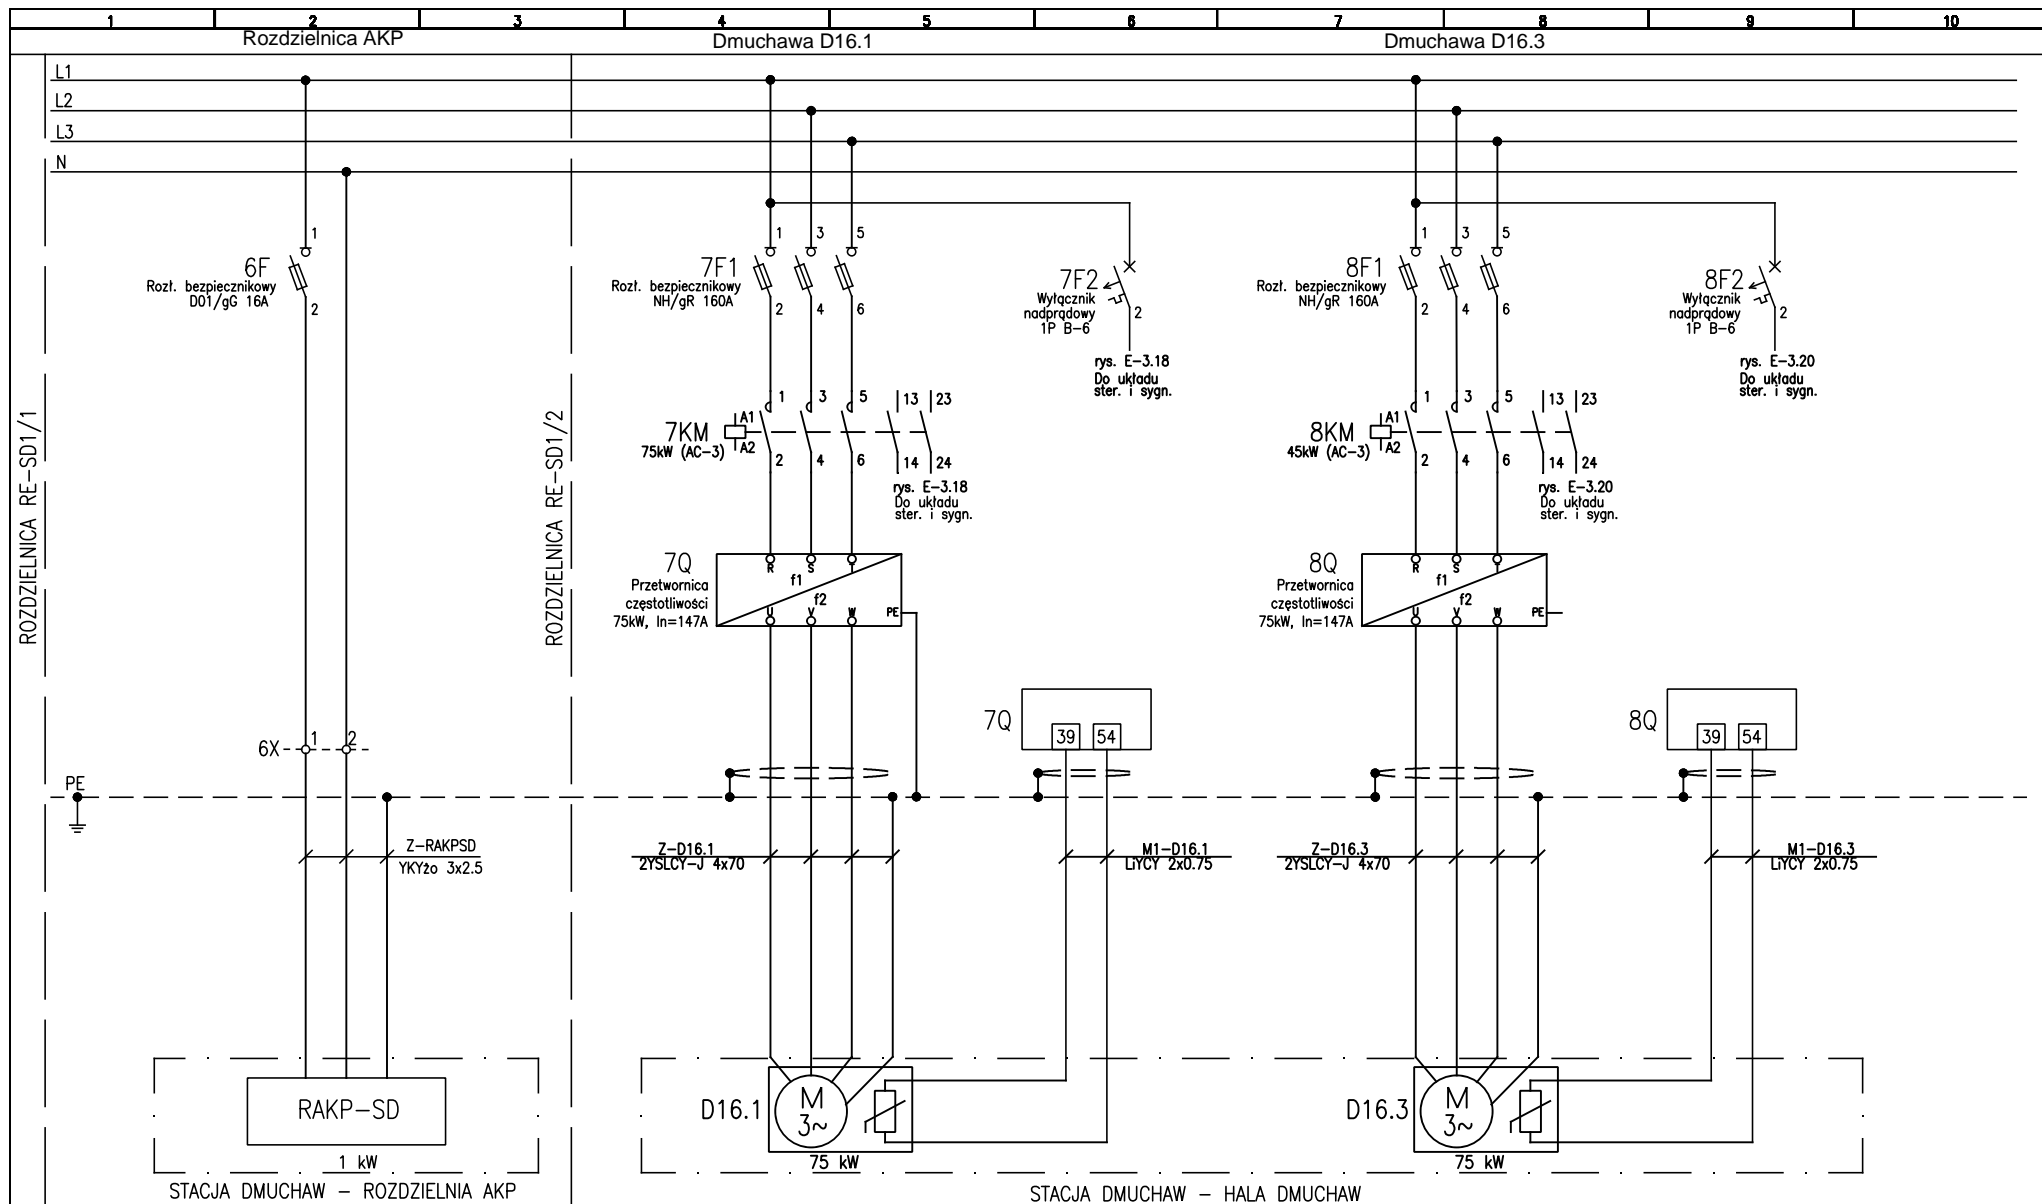 1 2 3 4 5 6 7 8 9 10
Rozdzielnica AKP
Dmuchawa D16.1
Dmuchawa D16.3
L1
L2
L3
N
ROZDZIELNICA RE-SD1/1
ROZDZIELNICA RE-SD1/2
6F
Rozł. bezpiecznikowy
D01/gG 16A
1
2
7F1
Rozł. bezpiecznikowy
NH/gR 160A
1 3 5
2 4 6
7F2
Wyłącznik
nadprądowy
1P B-6
2
rys. E-3.18
Do układu
ster. i sygn.
8F1
Rozł. bezpiecznikowy
NH/gR 160A
1 3 5
2 4 6
8F2
Wyłącznik
nadprądowy
1P B-6
2
rys. E-3.20
Do układu
ster. i sygn.
7KM
75kW (AC-3)
A1
A2
1 3 5 13 23
2 4 6 14 24
rys. E-3.18
Do układu
ster. i sygn.
8KM
45kW (AC-3)
A1
A2
1 3 5 13 23
2 4 6 14 24
rys. E-3.20
Do układu
ster. i sygn.
7Q
Przetwornica
częstotliwości
75kW, In=147A
R S T
f1
f2
U V W PE
8Q
Przetwornica
częstotliwości
75kW, In=147A
R S T
f1
f2
U V W PE
7Q
39 54
8Q
39 54
6X
1 2
PE
Z-RAKPSD
YKYżo 3x2.5
Z-D16.1
2YSLCY-J 4x70
M1-D16.1
LiYCY 2x0.75
Z-D16.3
2YSLCY-J 4x70
M1-D16.3
LiYCY 2x0.75
RAKP-SD
1 kW
D16.1
M
3~
75 kW
D16.3
M
3~
75 kW
STACJA DMUCHAW - ROZDZIELNIA AKP
STACJA DMUCHAW - HALA DMUCHAW